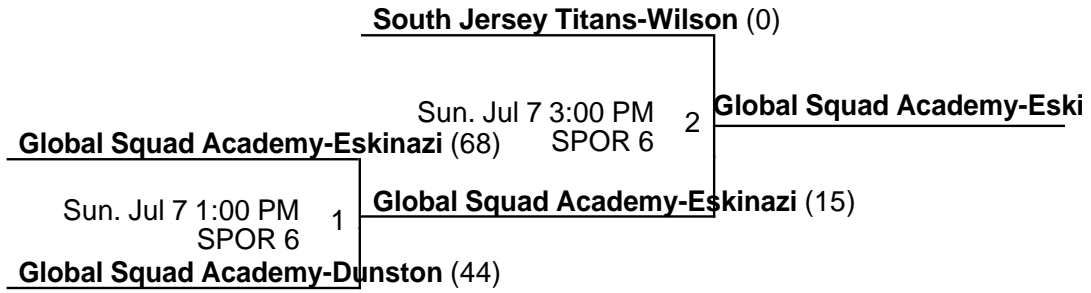 South Jersey Titans-Wilson (0)
Sun. Jul 7 3:00 PM
SPOR 6
2
Global Squad Academy-Eski
Global Squad Academy-Eskinazi (68)
Sun. Jul 7 1:00 PM
SPOR 6
1
Global Squad Academy-Eskinazi (15)
Global Squad Academy-Dunston (44)